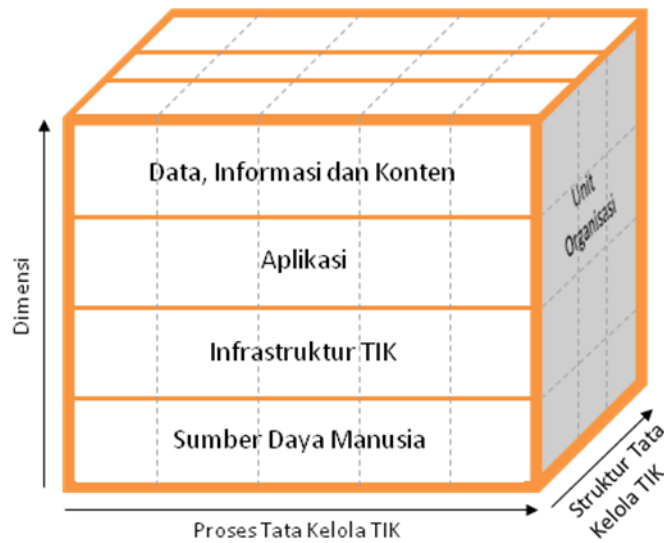 Data, Informasi dan Konten
Aplikasi
Infrastruktur TIK
Sumber Daya Manusia
Unit
Organisasi
Dimensi
Proses Tata Kelola TIK
Struktur Tata
Kelola TIK